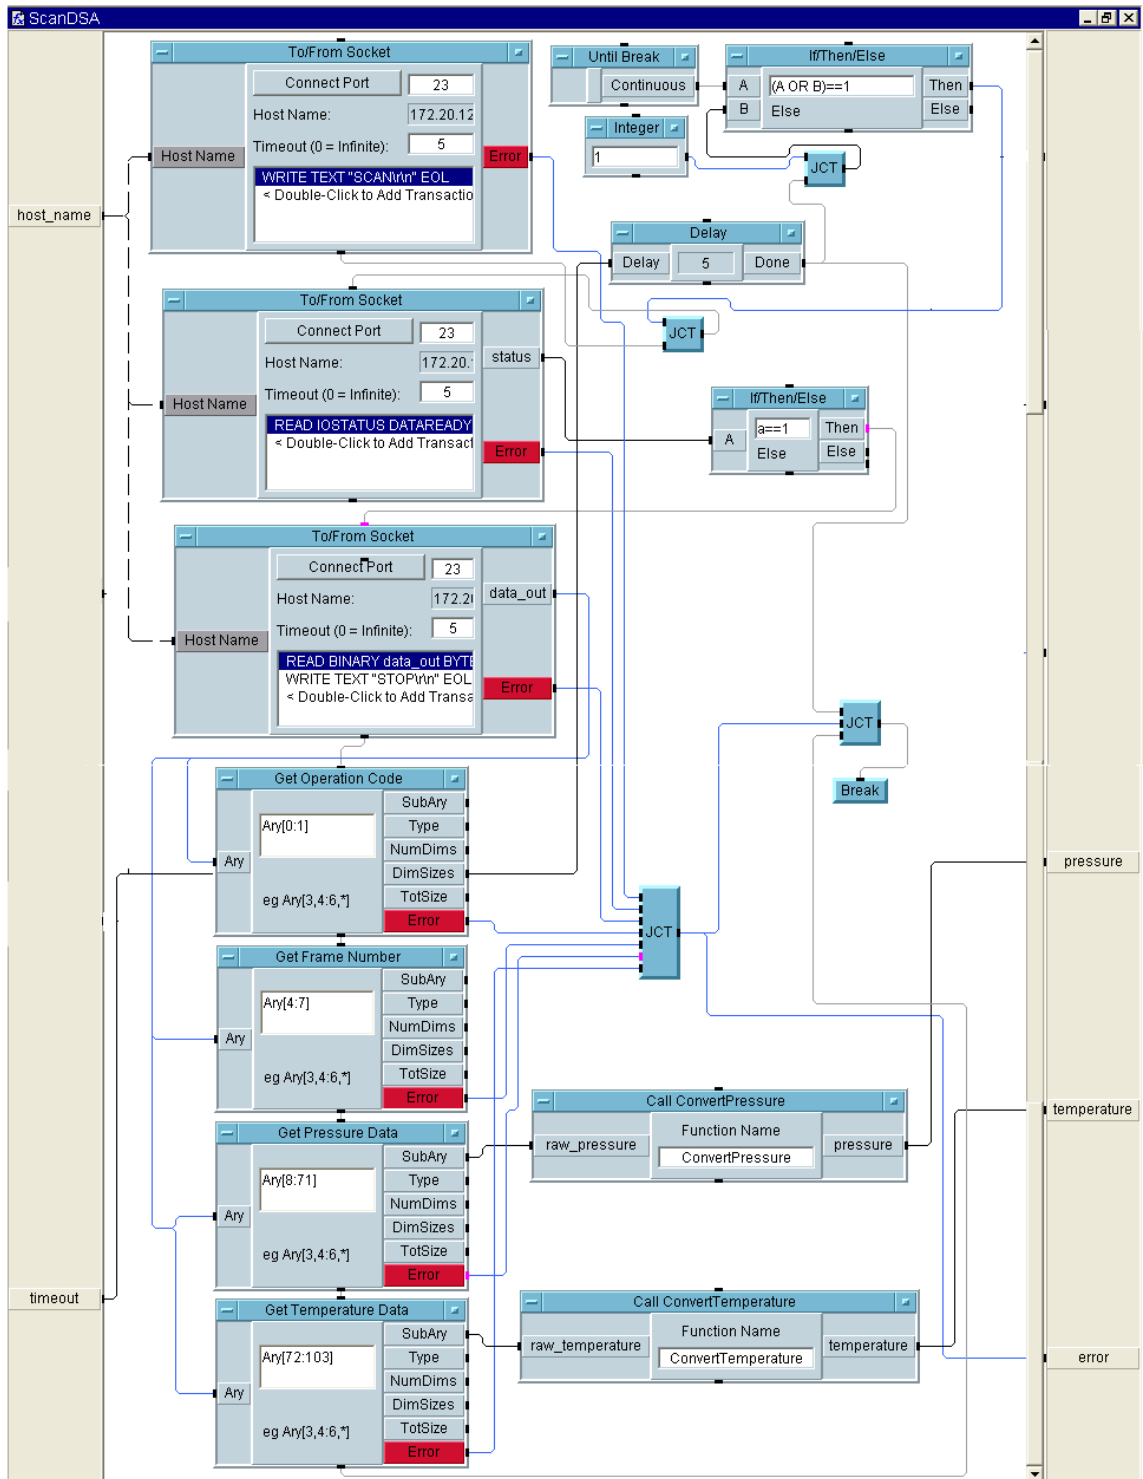 ScanDSA
host_name
timeout
To/From Socket
Connect Port 23
Host Name: 172.20.12
Timeout (0 = Infinite): 5
Host Name
Error
WRITE TEXT "SCAN\r\n" EOL
< Double-Click to Add Transactio
Until Break
Continuous
If/Then/Else
A (A OR B)==1 Then
B Else Else
Integer
1
JCT
Delay
Delay 5 Done
To/From Socket
Connect Port 23
Host Name: 172.20.
status
Timeout (0 = Infinite): 5
Host Name
READ IOSTATUS DATAREADY
< Double-Click to Add Transact
Error
JCT
If/Then/Else
A a==1 Then
Else Else
To/From Socket
Connect Port 23
Host Name: 172.2
data_out
Timeout (0 = Infinite): 5
Host Name
READ BINARY data_out BYTE
WRITE TEXT "STOP\r\n" EOL
< Double-Click to Add Transa
Error
JCT
Break
Get Operation Code
SubAry
Ary[0:1] Type
NumDims
Ary DimSizes
eg Ary[3,4:6,*] TotSize
Error
JCT
Get Frame Number
SubAry
Ary[4:7] Type
NumDims
Ary DimSizes
eg Ary[3,4:6,*] TotSize
Error
Get Pressure Data
SubAry
Ary[8:71] Type
NumDims
Ary DimSizes
eg Ary[3,4:6,*] TotSize
Error
Call ConvertPressure
Function Name
raw_pressure ConvertPressure pressure
Get Temperature Data
SubAry
Ary[72:103] Type
NumDims
Ary DimSizes
eg Ary[3,4:6,*] TotSize
Error
Call ConvertTemperature
Function Name
raw_temperature ConvertTemperature temperature
pressure
temperature
error